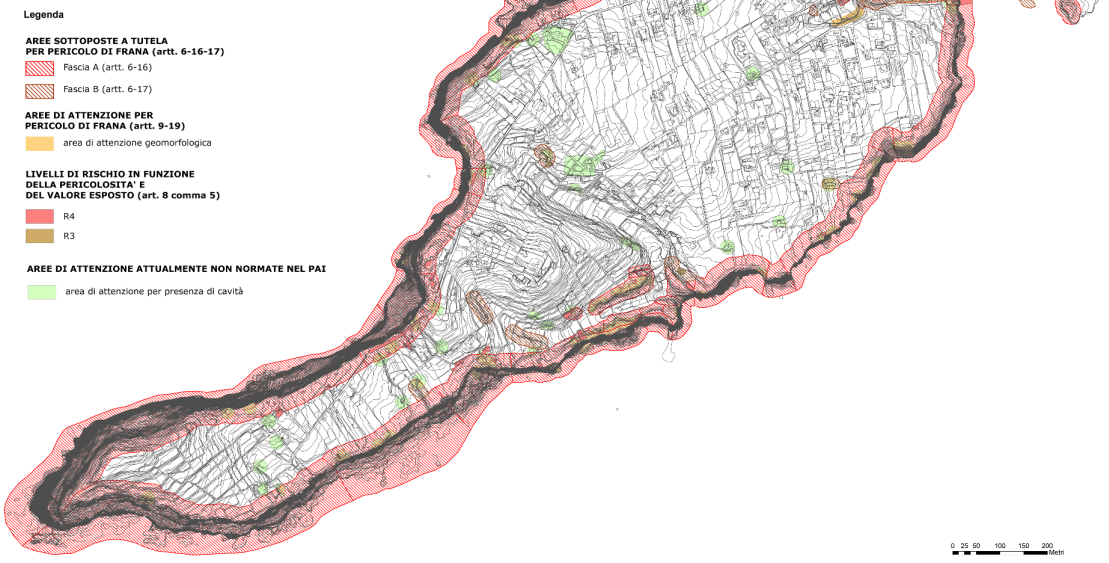 Legenda
AREE SOTTOPOSTE A TUTELA
PER PERICOLO DI FRANA (artt. 6-16-17)
Fascia A (artt. 6-16)
Fascia B (artt. 6-17)
AREE DI ATTENZIONE PER
PERICOLO DI FRANA (artt. 9-19)
area di attenzione geomorfologica
LIVELLI DI RISCHIO IN FUNZIONE
DELLA PERICOLOSITA' E
DEL VALORE ESPOSTO (art. 8 comma 5)
R4
R3
AREE DI ATTENZIONE ATTUALMENTE NON NORMATE NEL PAI
area di attenzione per presenza di cavità
0 25 50 100 150 200
Metri